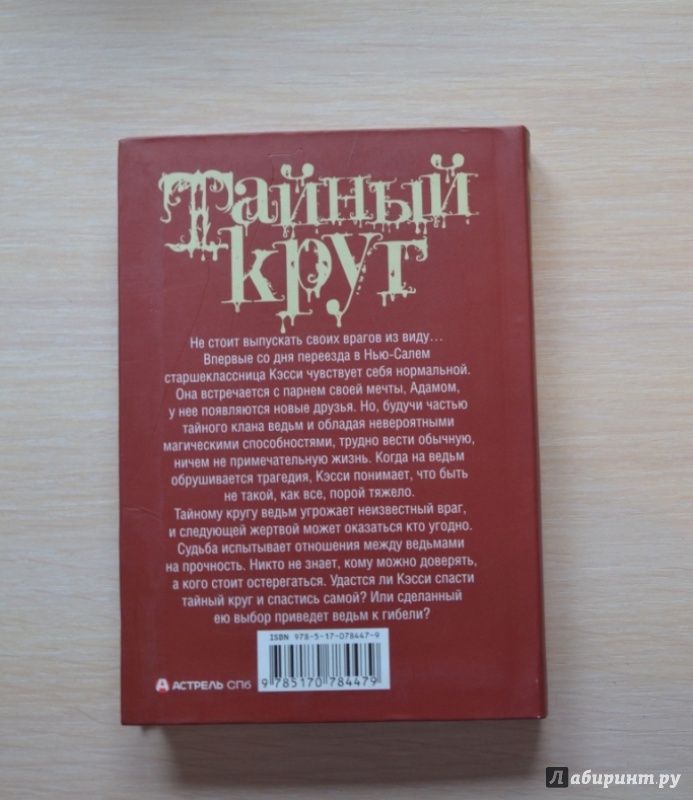 Тайный
круг
Не стоит выпускать своих врагов из виду...
Впервые со дня переезда в Нью-Салем
старшеклассница Кэсси чувствует себя нормальной.
Она встречается с парнем своей мечты, Адамом,
у нее появляются новые друзья. Но, будучи частью
тайного клана ведьм и обладая невероятными
магическими способностями, трудно вести обычную,
ничем не примечательную жизнь. Когда на ведьм
обрушивается трагедия, Кэсси понимает, что быть
не такой, как все, порой тяжело.
Тайному кругу ведьм угрожает неизвестный враг,
и следующей жертвой может оказаться кто угодно.
Судьба испытывает отношения между ведьмами
на прочность. Никто не знает, кому можно доверять,
а кого стоит остерегаться. Удастся ли Кэсси спасти
тайный круг и спастись самой? Или сделанный
ею выбор приведет ведьм к гибели?
ISBN 978-5-17-078447-9
9 785170 784479
АСТРЕЛЬ СПб
Лабиринт.ру